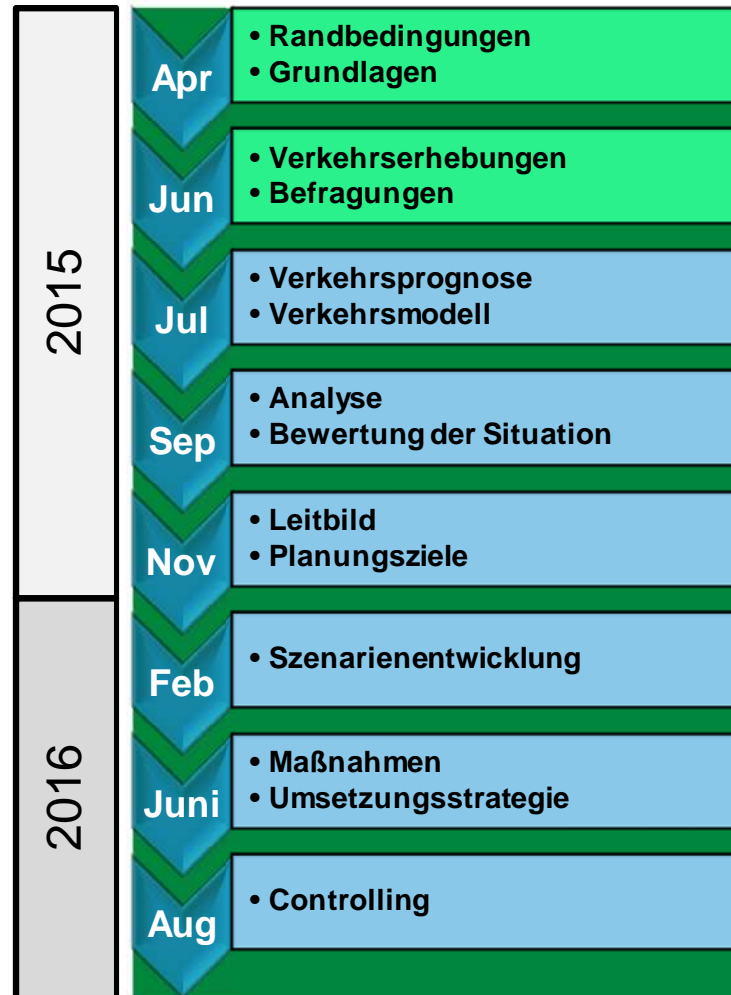 2015
Apr
• Randbedingungen
• Grundlagen
Jun
• Verkehrserhebungen
• Befragungen
Jul
• Verkehrsprognose
• Verkehrsmodell
Sep
• Analyse
• Bewertung der Situation
Nov
• Leitbild
• Planungsziele
2016
Feb
• Szenarienentwicklung
Juni
• Maßnahmen
• Umsetzungsstrategie
Aug
• Controlling